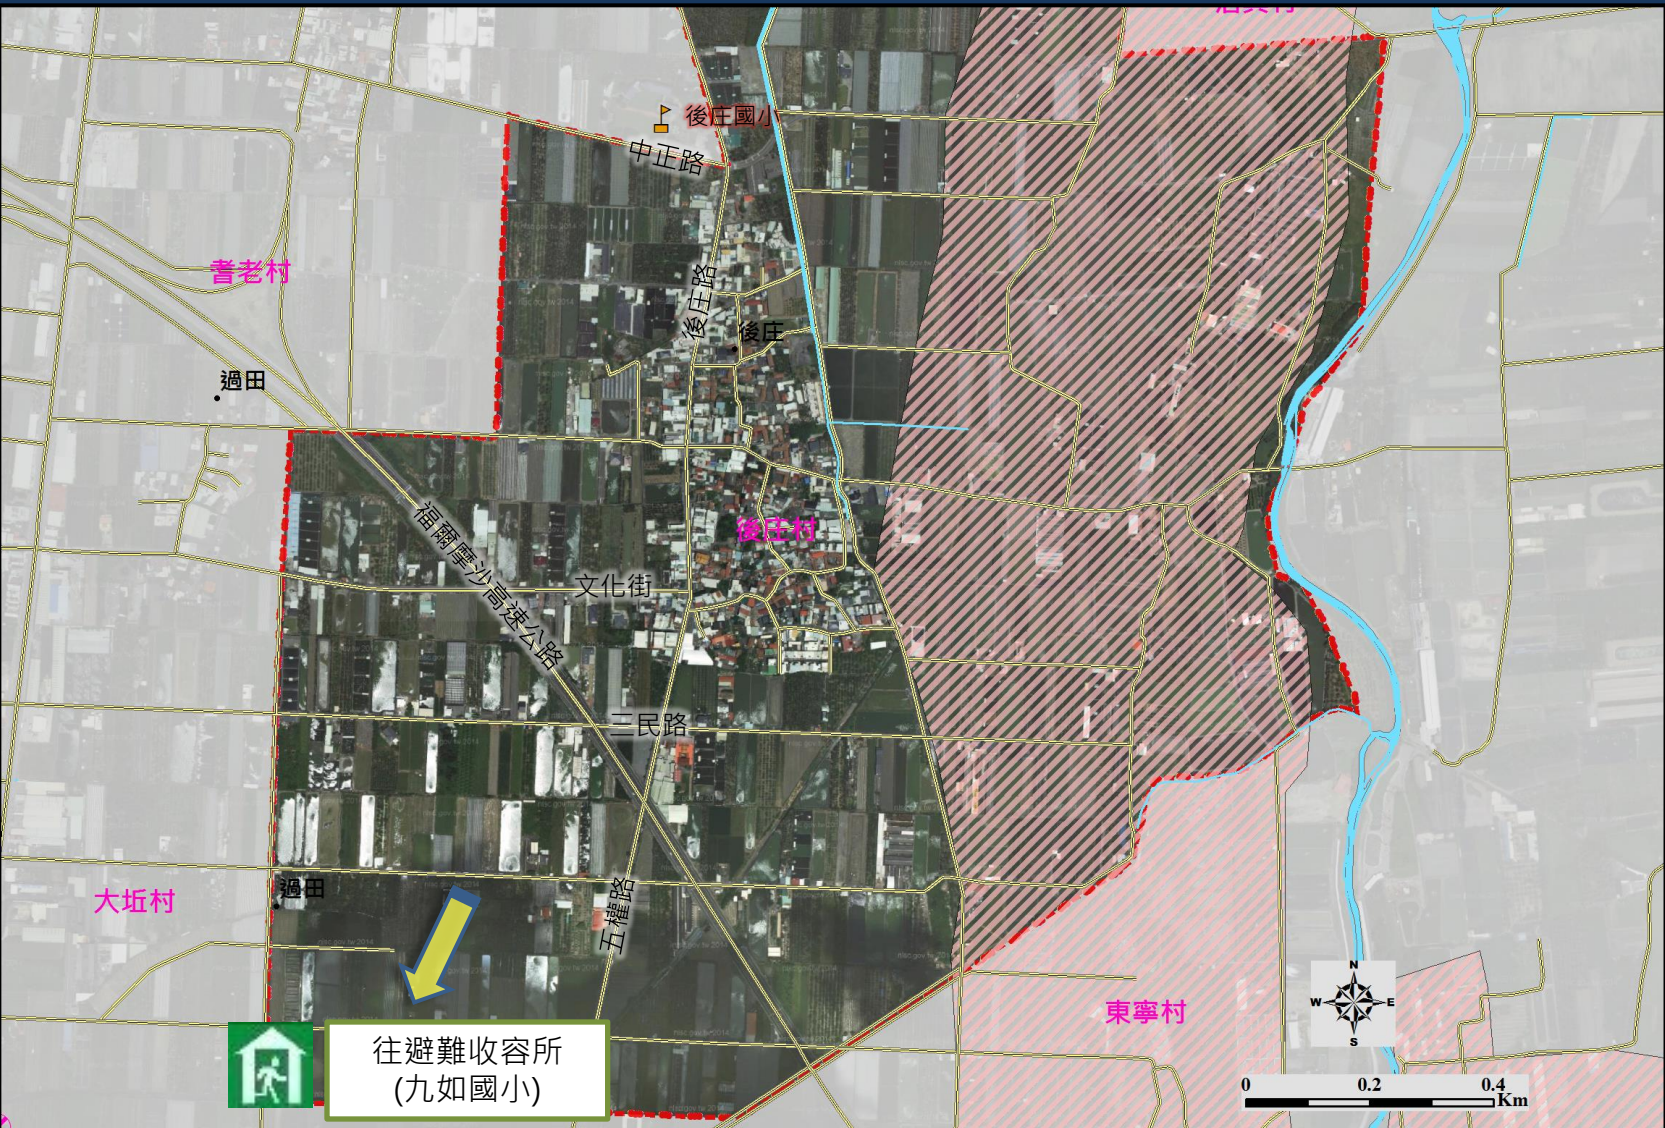 後庄國小
中正路
耆老村
後庄路
後庄
過田
後庄村
福爾摩沙高速公路
文化街
三民路
過田
大坵村
五權路
東寧村
N
W
E
S
往避難收容所
(九如國小)
0
0.2
0.4
Km